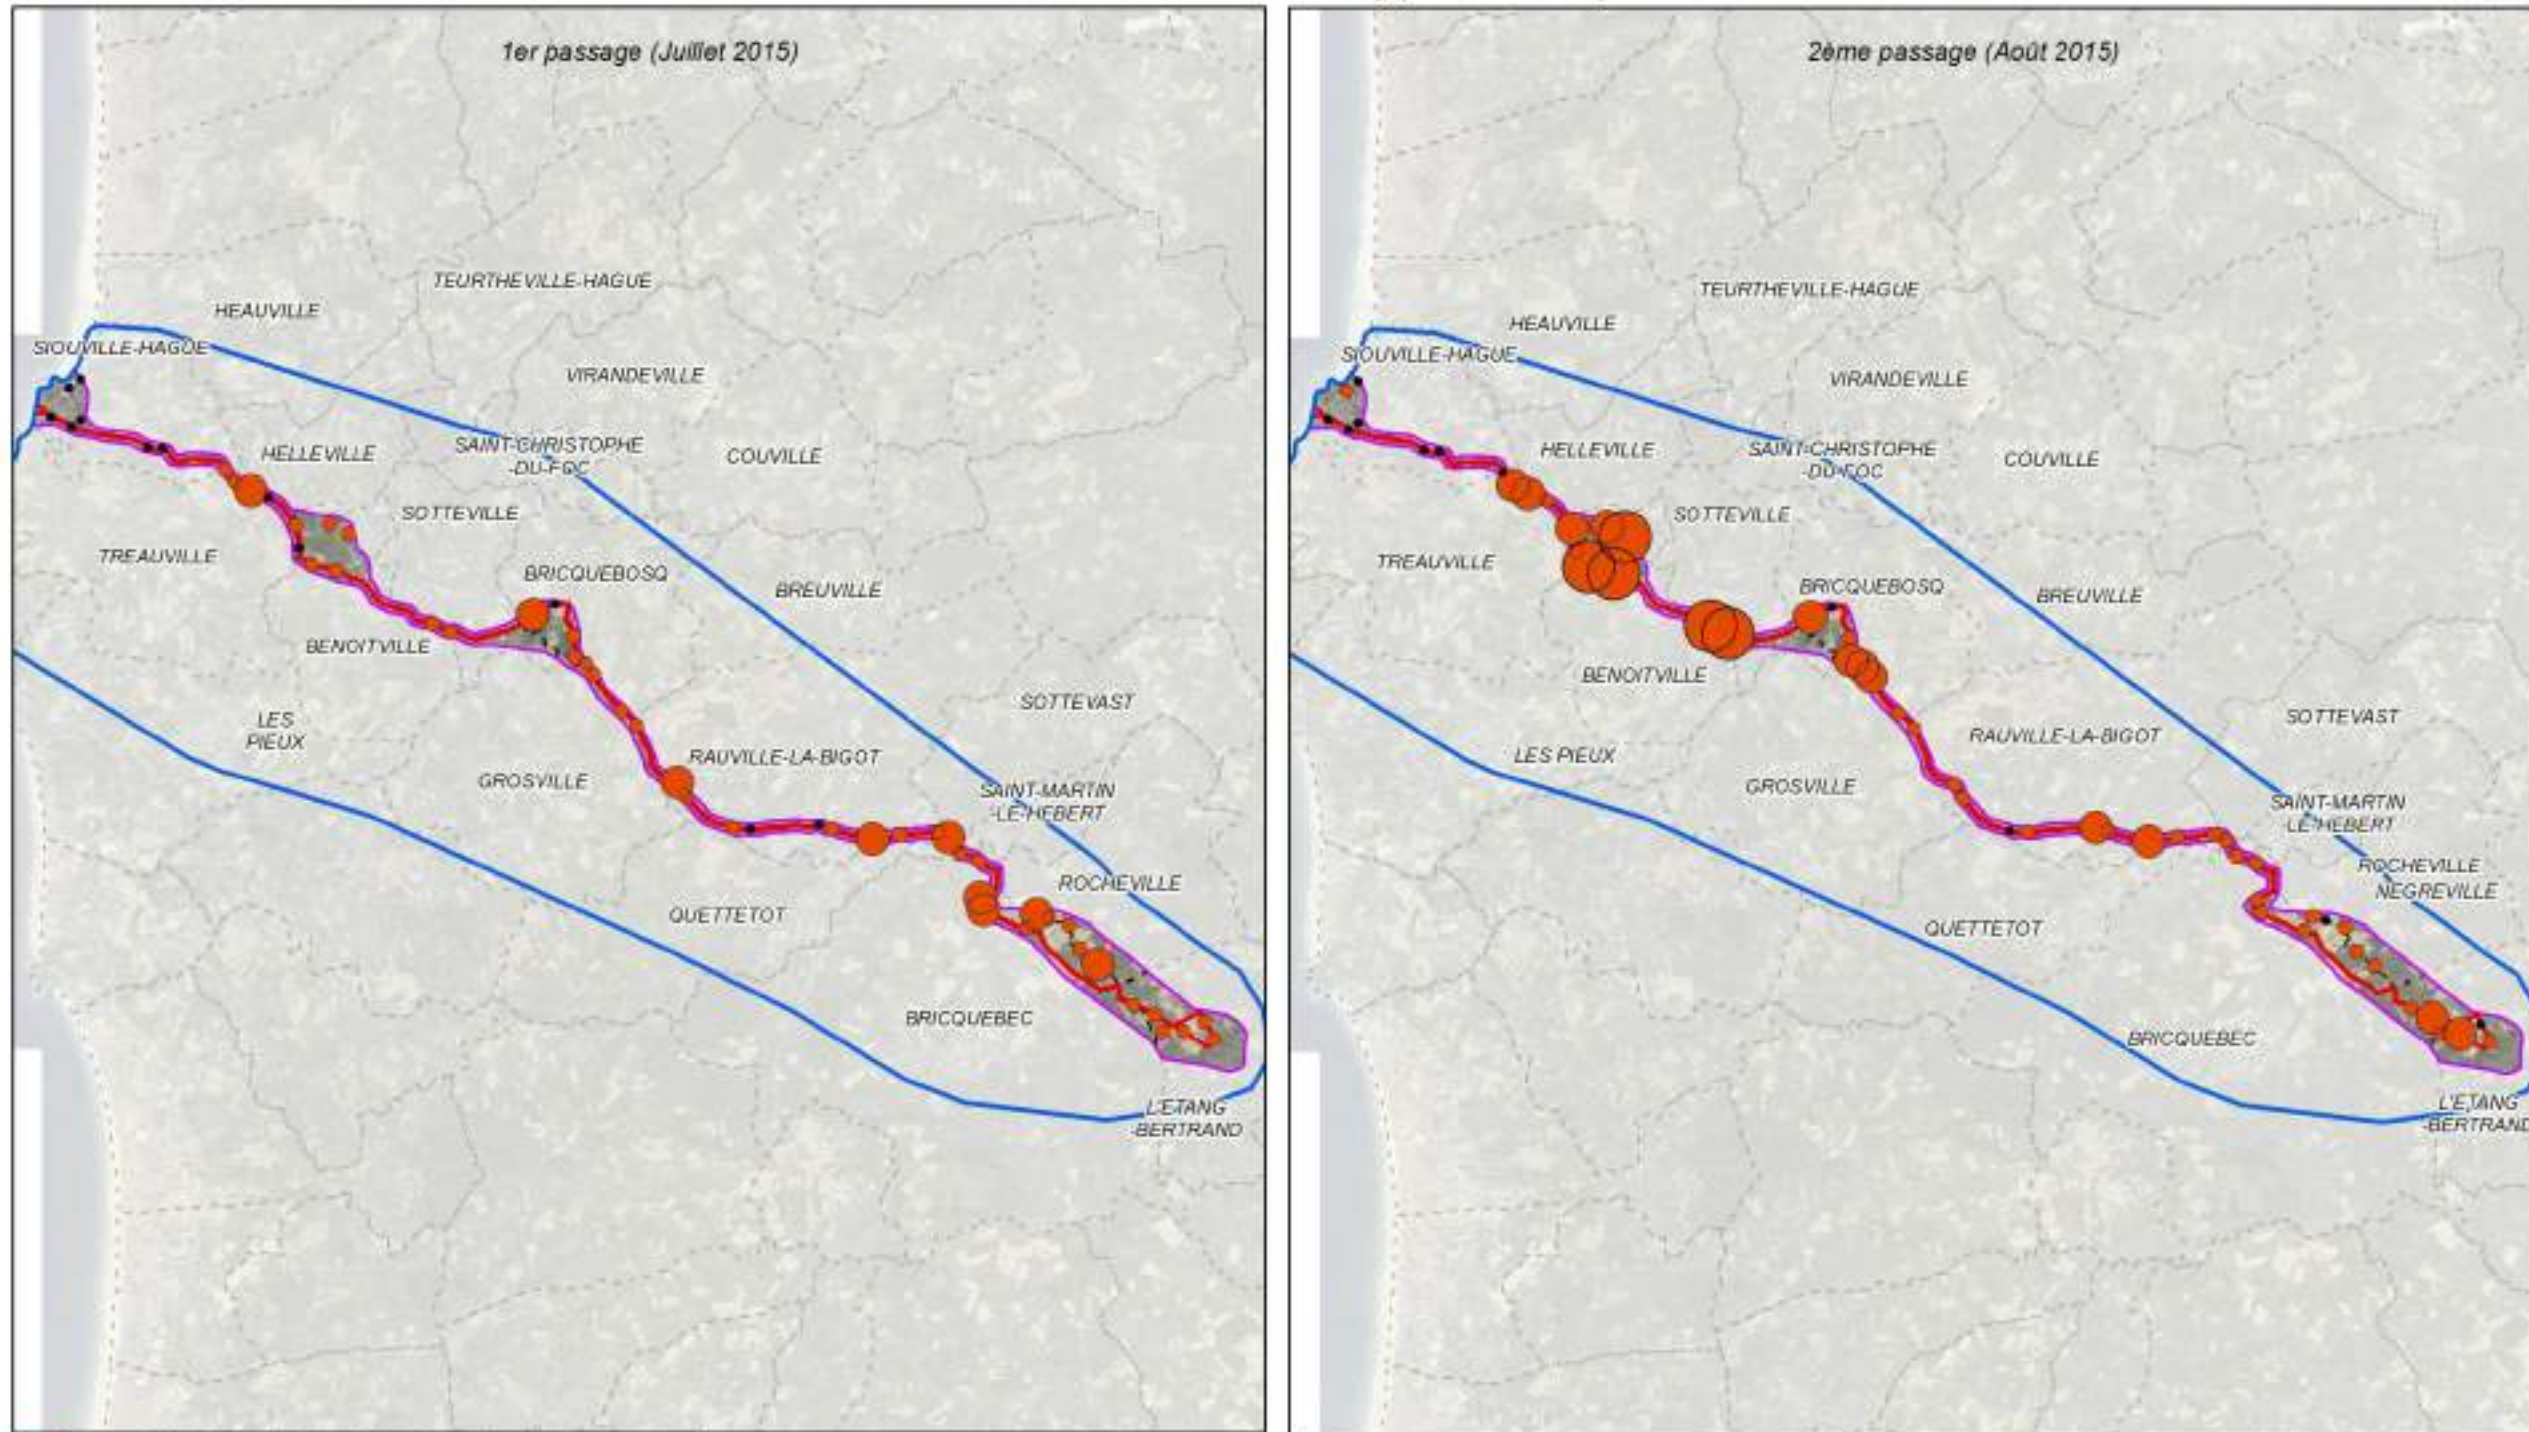 1er passage (Juillet 2015)
TEURTHEVILLE-HAGUE
HEAUVILLE
SIOUVILLE-HAGUE
VIRANDEVILLE
HELLEVILLE
SAINT-CHRISTOPHE
-DU-FOC
COUVILLE
SOTTEVILLE
TREAUVILLE
BRICQUEBOSQ
BREUVILLE
BENOITVILLE
SOTTEVAST
LES
PIEUX
RAUVILLE-LA-BIGOT
GROSVILLE
SAINT-MARTIN
-LE-HEBERT
ROCHEVILLE
QUETTETOT
BRICQUEBEC
L'ETANG
-BERTRAND
2ème passage (Août 2015)
TEURTHEVILLE-HAGUE
HEAUVILLE
SIOUVILLE-HAGUE
VIRANDEVILLE
HELLEVILLE
SAINT-CHRISTOPHE
-DU-FOC
COUVILLE
SOTTEVILLE
TREAUVILLE
BRICQUEBOSQ
BREUVILLE
BENOITVILLE
SOTTEVAST
RAUVILLE-LA-BIGOT
LES PIEUX
GROSVILLE
SAINT-MARTIN
-LE-HEBERT
ROCHEVILLE
NEGREVILLE
QUETTETOT
BRICQUEBEC
L'ETANG
-BERTRAND